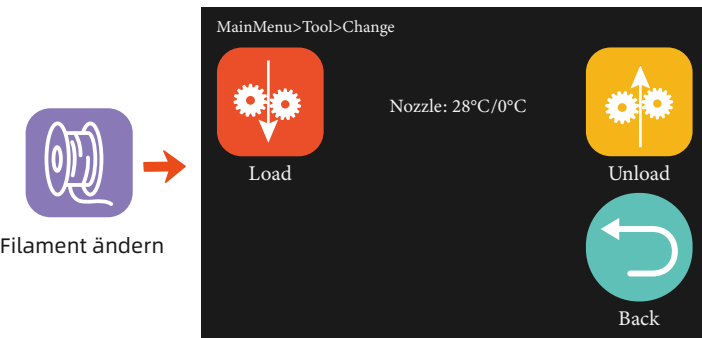 MainMenu>Tool>Change
Nozzle: 28°C/0°C
Load
Unload
Filament ändern
Back